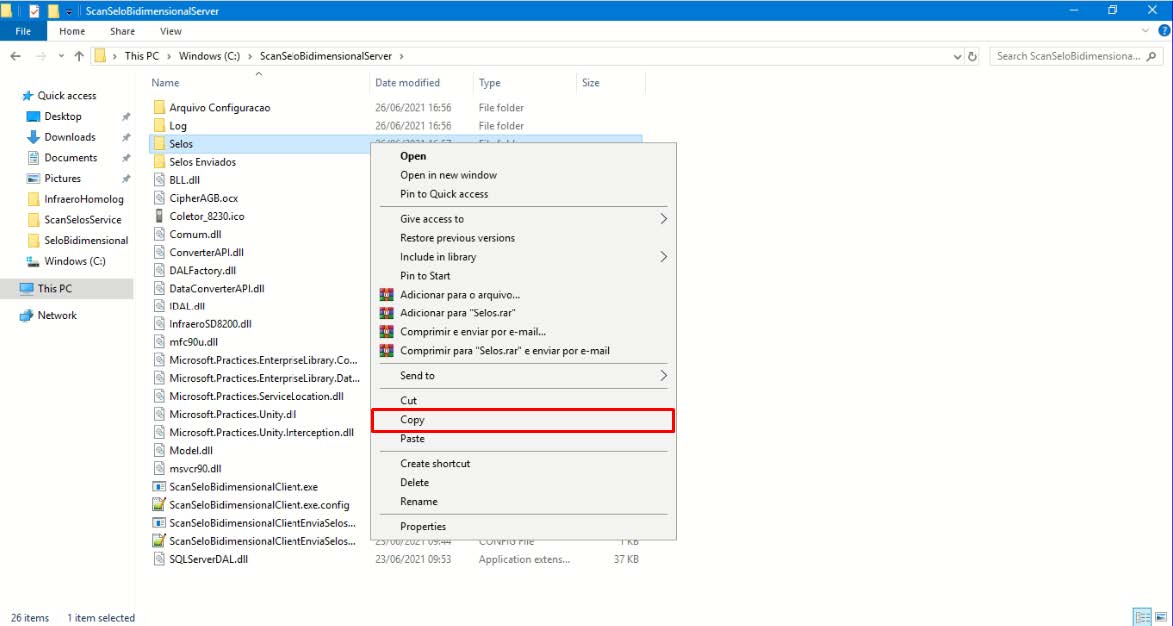 ScanSeloBidimensionalServer
File Home Share View
This PC Windows (C:) ScanSeloBidimensionalServer
Search ScanSeloBidimensiona...
Name Date modified Type Size
Quick access
Desktop
Downloads
Documents
Pictures
InfraeroHomolog
ScanSelosService
SeloBidimensional
Windows (C:)
This PC
Network
Arquivo Configuracao 26/06/2021 16:56 File folder
Log 26/06/2021 16:56 File folder
Selos
Selos Enviados
BLL.dll
CipherAGB.ocx
Coletor_8230.ico
Comum.dll
ConverterAPI.dll
DALFactory.dll
DataConverterAPI.dll
IDAL.dll
InfraeroSD8200.dll
mfc90u.dll
Microsoft.Practices.EnterpriseLibrary.Co...
Microsoft.Practices.EnterpriseLibrary.Dat...
Microsoft.Practices.ServiceLocation.dll
Microsoft.Practices.Unity.dll
Microsoft.Practices.Unity.Interception.dll
Model.dll
msvcr90.dll
ScanSeloBidimensionalClient.exe
ScanSeloBidimensionalClient.exe.config
ScanSeloBidimensionalClientEnviaSelos...
ScanSeloBidimensionalClientEnviaSelos... 23/06/2021 09:44 CONFIG File 1 KB
SQLServerDAL.dll 23/06/2021 09:53 Application extens... 37 KB
Open
Open in new window
Pin to Quick access
Give access to
Restore previous versions
Include in library
Pin to Start
Adicionar para o arquivo...
Adicionar para "Selos.rar"
Comprimir e enviar por e-mail...
Comprimir para "Selos.rar" e enviar por e-mail
Send to
Cut
Copy
Paste
Create shortcut
Delete
Rename
Properties
26 items 1 item selected